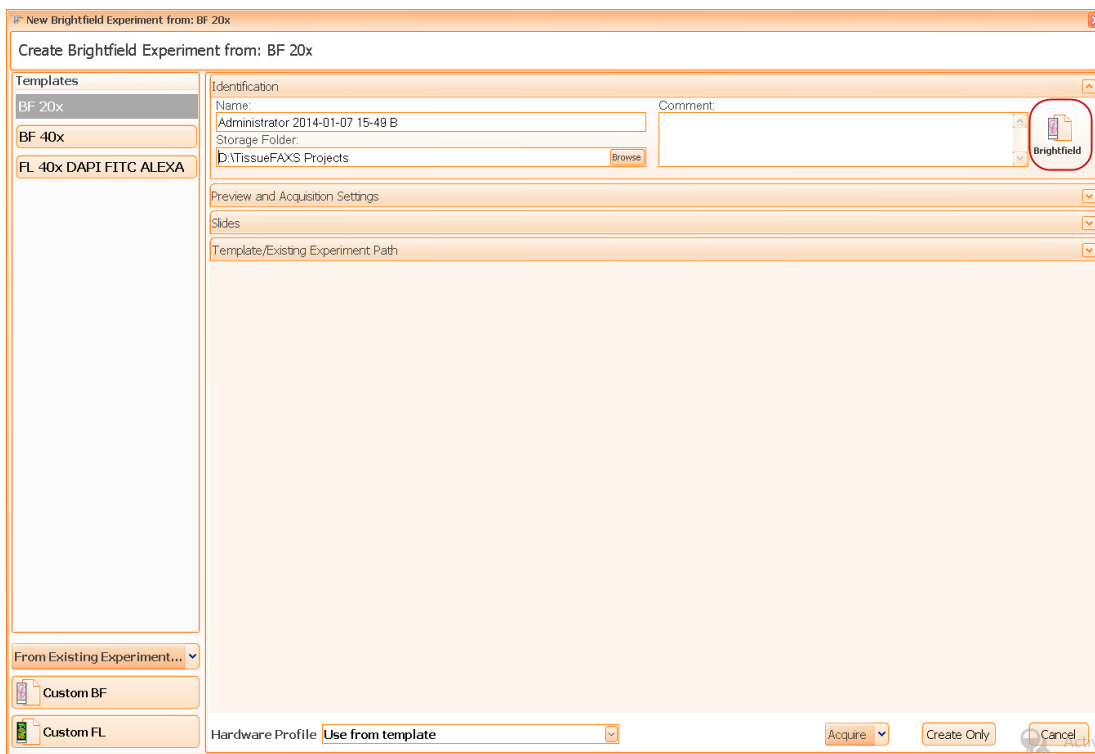 New Brightfield Experiment from: BF 20x
Create Brightfield Experiment from: BF 20x
Templates
BF 20x
BF 40x
FL 40x DAPI FITC ALEXA
Identification
Name:
Administrator 2014-01-07 15-49 B
Storage Folder:
D:\TissueFAXS Projects
Browse
Comment:
Brightfield
Preview and Acquisition Settings
Slides
Template/Existing Experiment Path
From Existing Experiment...
Custom BF
Custom FL
Hardware Profile Use from template
Acquire
Create Only
Cancel
Activ